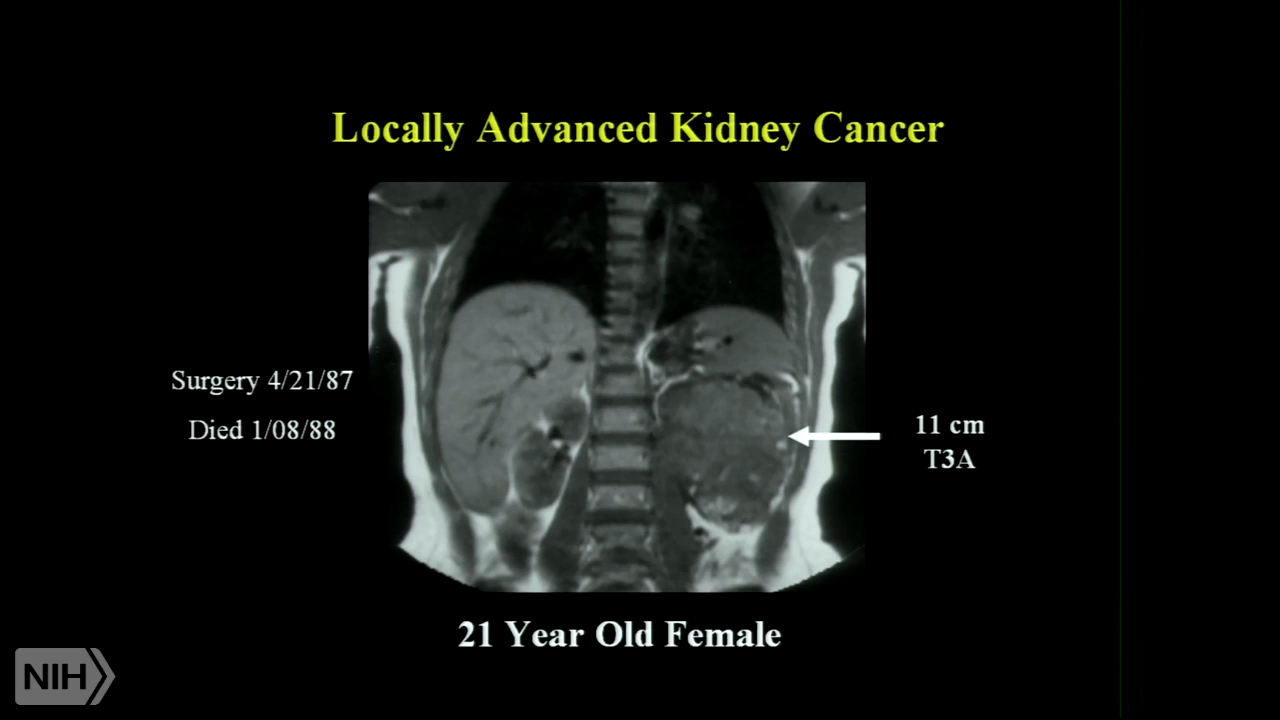 Locally Advanced Kidney Cancer
Surgery 4/21/87
Died 1/08/88
11 cm
T3A
21 Year Old Female
NIH